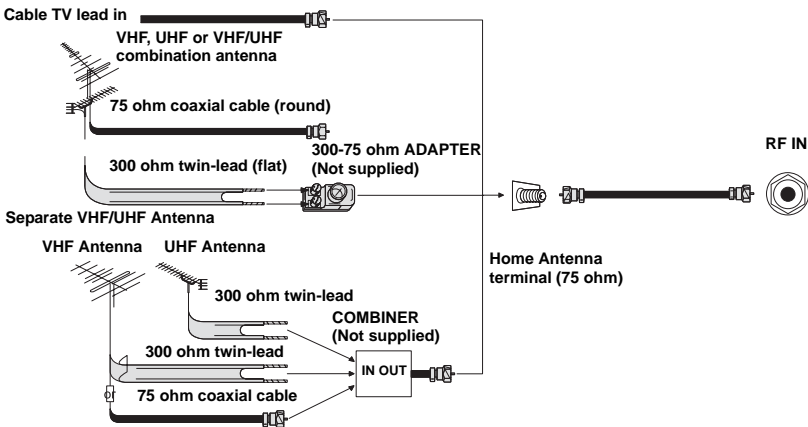 Cable TV lead in
VHF, UHF or VHF/UHF
combination antenna
75 ohm coaxial cable (round)
300-75 ohm ADAPTER
(Not supplied)
RF IN
300 ohm twin-lead (flat)
Separate VHF/UHF Antenna
VHF Antenna
UHF Antenna
Home Antenna
terminal (75 ohm)
300 ohm twin-lead
COMBINER
(Not supplied)
300 ohm twin-lead
IN OUT
or
75 ohm coaxial cable